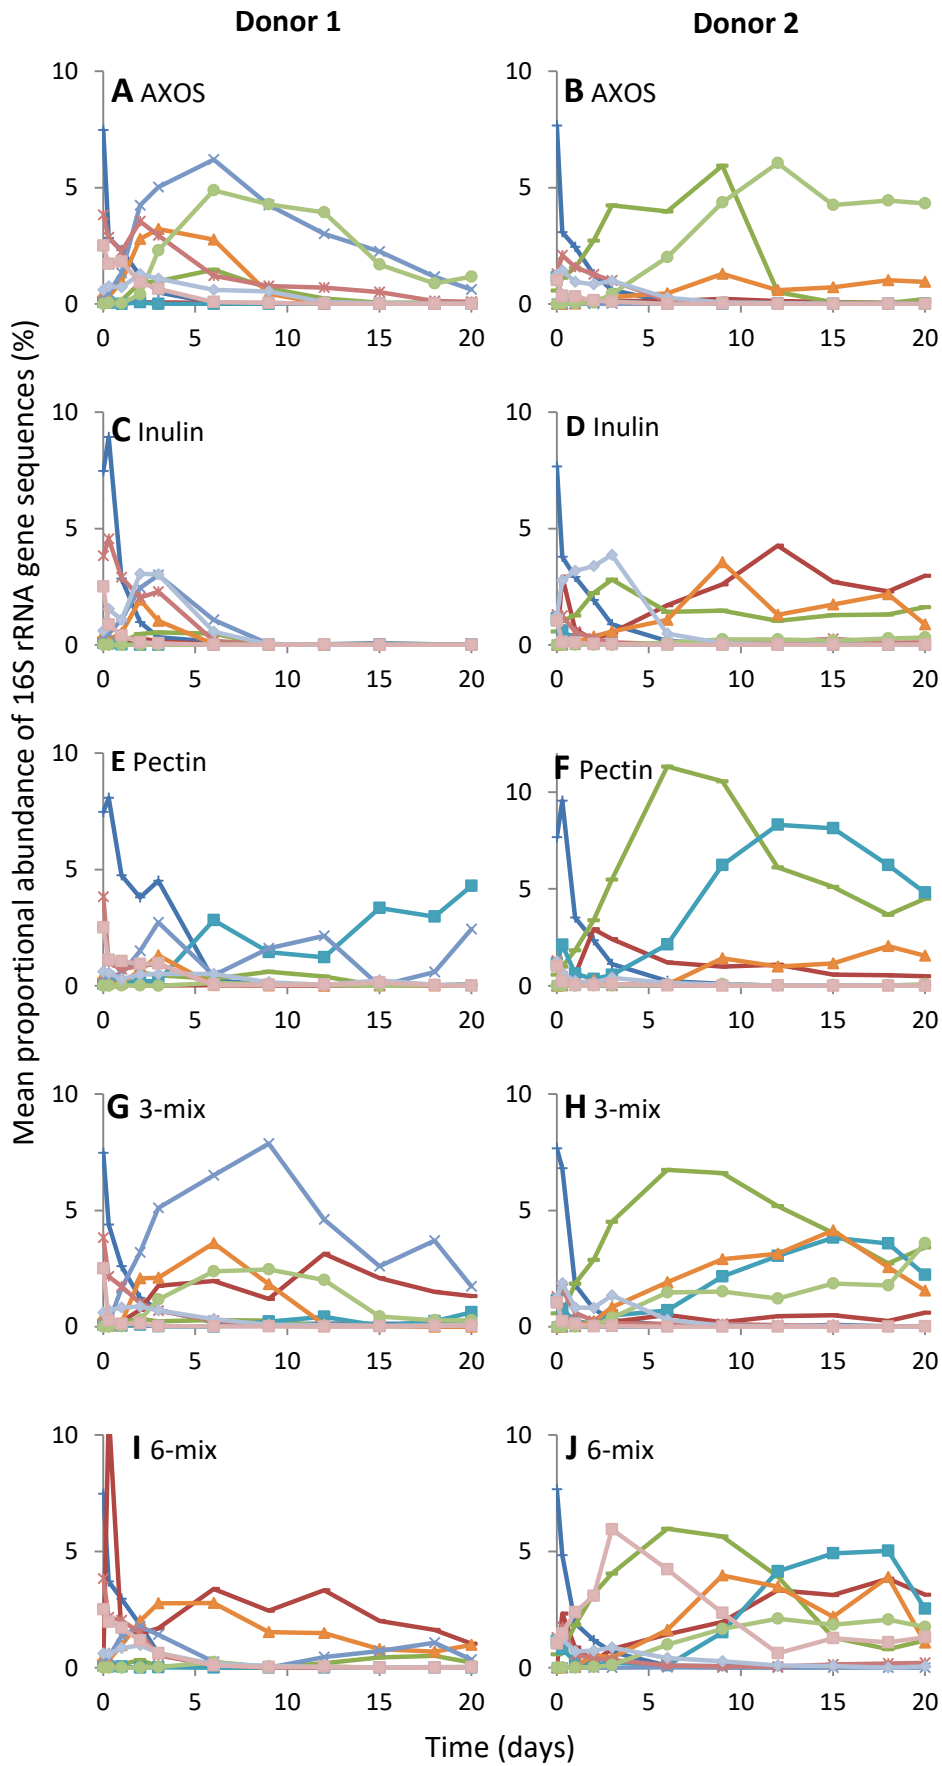 Donor 1
Donor 2
Mean proportional abundance of 16S rRNA gene sequences (%)
A AXOS
10
5
0
0 5 10 15 20
B AXOS
10
5
0
0 5 10 15 20
C Inulin
10
5
0
0 5 10 15 20
D Inulin
10
5
0
0 5 10 15 20
E Pectin
10
5
0
0 5 10 15 20
F Pectin
10
5
0
0 5 10 15 20
G 3-mix
10
5
0
0 5 10 15 20
H 3-mix
10
5
0
0 5 10 15 20
I 6-mix
10
5
0
0 5 10 15 20
J 6-mix
10
5
0
0 5 10 15 20
Time (days)